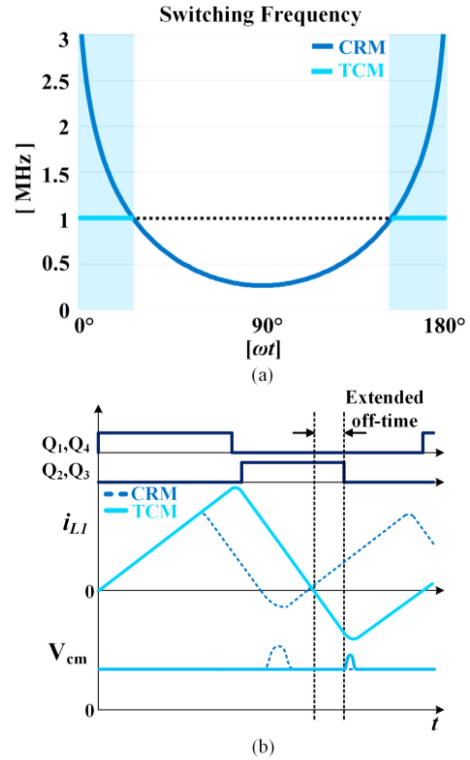 Switching Frequency
3
2.5
2
1.5
1
0.5
0
[ MHz ]
CRM
TCM
0°
90°
180°
[ωt]
(a)
Extended
off-time
Q1,Q4
Q2,Q3
CRM
TCM
iL1
0
Vcm
0
t
(b)